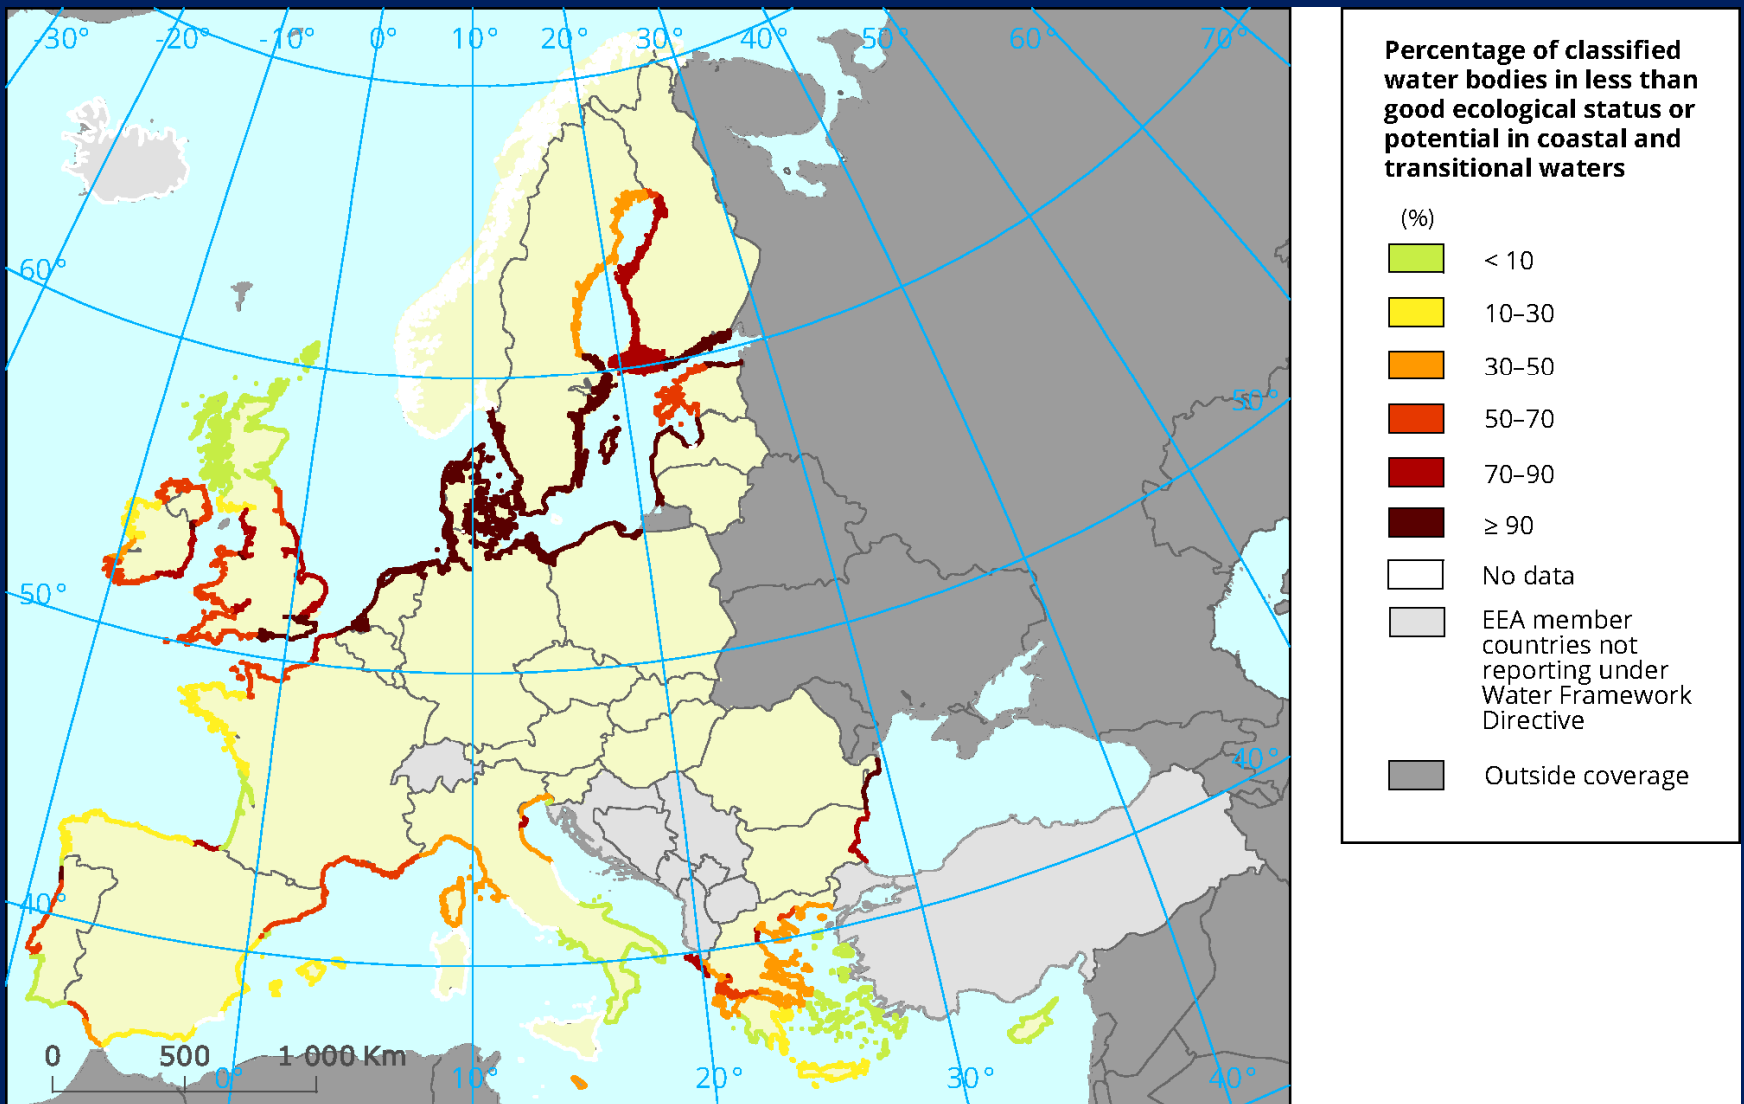 -30° -20° -10° 0° 10° 20° 30° 40° 50° 60° 70°
60°
50°
50°
40°
40°
0 500 1 000 Km
0° 10° 20° 30° 40°
Percentage of classified
water bodies in less than
good ecological status or
potential in coastal and
transitional waters
(%)
< 10
10–30
30–50
50–70
70–90
≥ 90
No data
EEA member
countries not
reporting under
Water Framework
Directive
Outside coverage